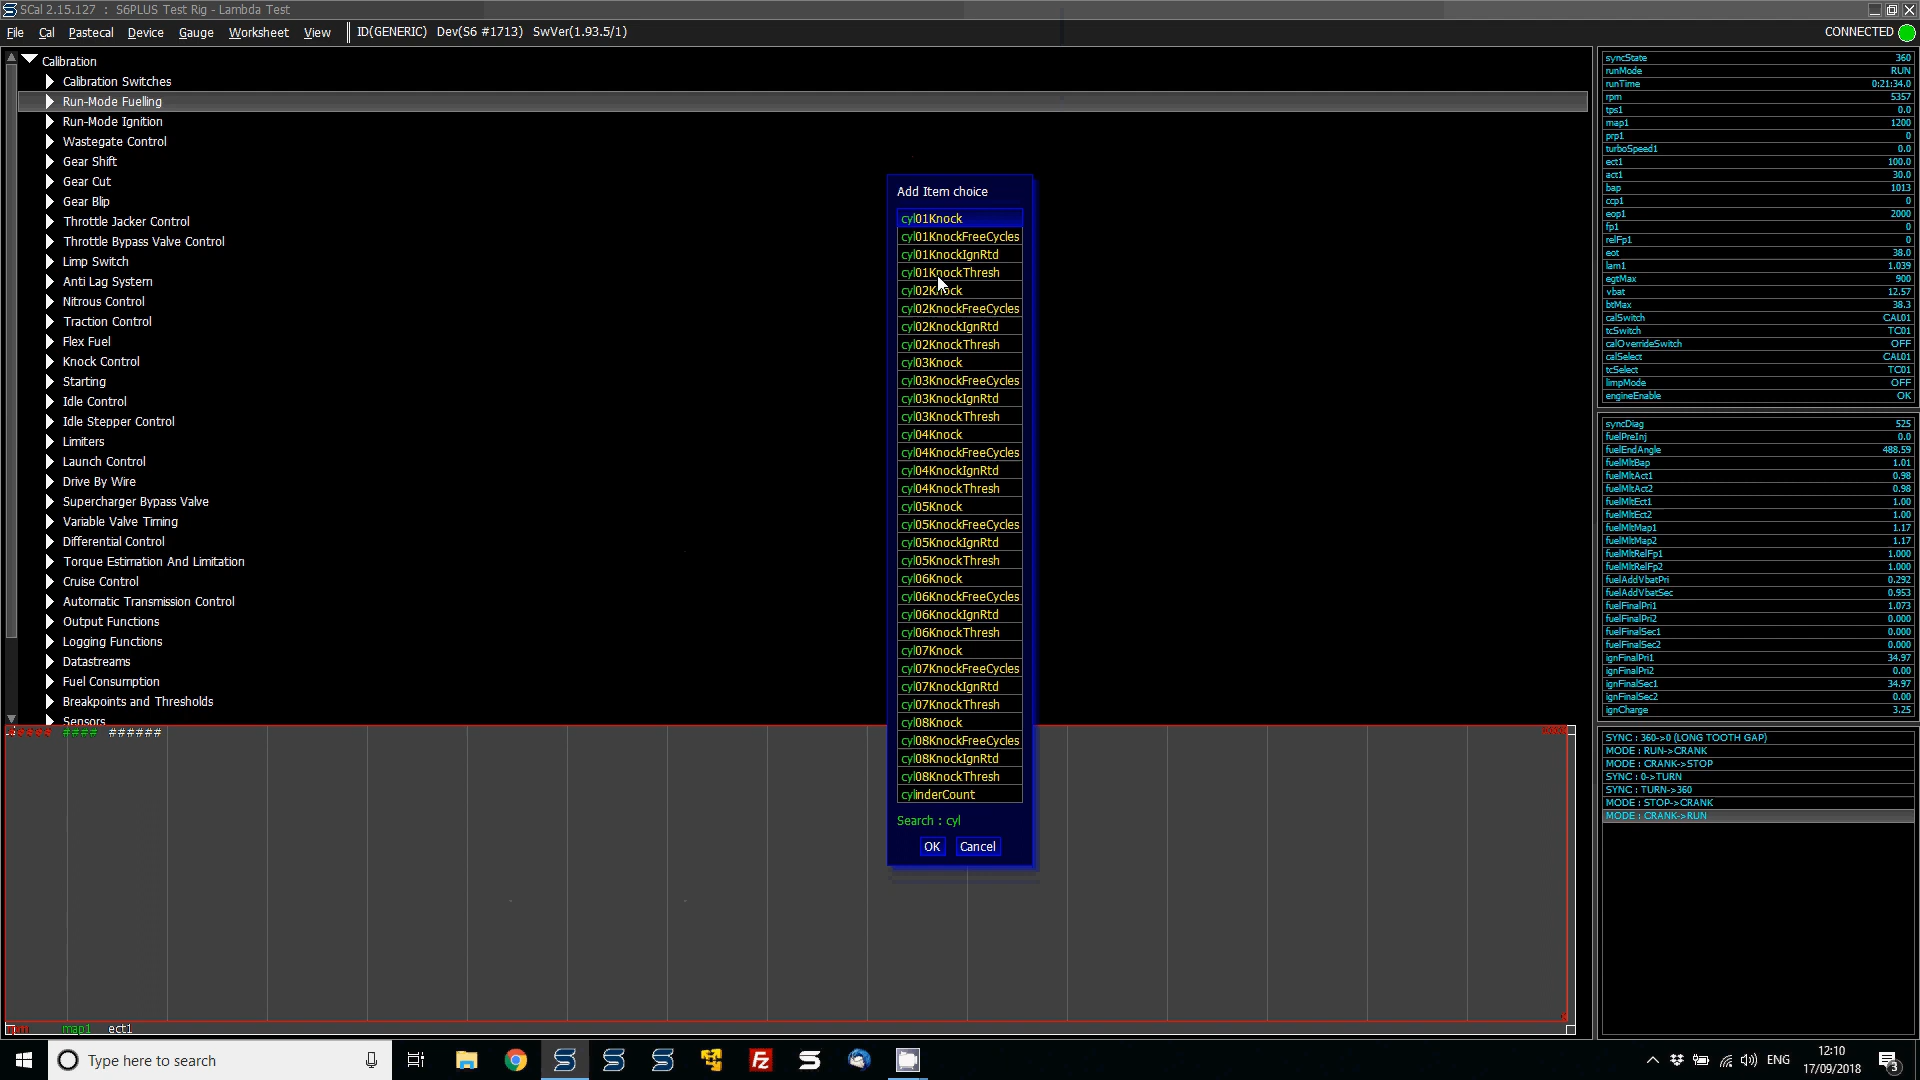 SCal 2.15.127 : S6PLUS Test Rig - Lambda Test
File Cal Pastecal Device Gauge Worksheet View ID(GENERIC) Dev(S6 #1713) SwVer(1.93.5/1) CONNECTED
Calibration
Calibration Switches
Run-Mode Fuelling
Run-Mode Ignition
Wastegate Control
Gear Shift
Gear Cut
Gear Blip
Throttle Jacker Control
Throttle Bypass Valve Control
Limp Switch
Anti Lag System
Nitrous Control
Traction Control
Flex Fuel
Knock Control
Starting
Idle Control
Idle Stepper Control
Limiters
Launch Control
Drive By Wire
Supercharger Bypass Valve
Variable Valve Timing
Differential Control
Torque Estimation And Limitation
Cruise Control
Automatic Transmission Control
Output Functions
Logging Functions
Datastreams
Fuel Consumption
Breakpoints and Thresholds
Sensors
#### ######
map1 ect1
Add Item choice
cyl01Knock
cyl01KnockFreeCycles
cyl01KnockIgnRtd
cyl01KnockThresh
cyl02Knock
cyl02KnockFreeCycles
cyl02KnockIgnRtd
cyl02KnockThresh
cyl03Knock
cyl03KnockFreeCycles
cyl03KnockIgnRtd
cyl03KnockThresh
cyl04Knock
cyl04KnockFreeCycles
cyl04KnockIgnRtd
cyl04KnockThresh
cyl05Knock
cyl05KnockFreeCycles
cyl05KnockIgnRtd
cyl05KnockThresh
cyl06Knock
cyl06KnockFreeCycles
cyl06KnockIgnRtd
cyl06KnockThresh
cyl07Knock
cyl07KnockFreeCycles
cyl07KnockIgnRtd
cyl07KnockThresh
cyl08Knock
cyl08KnockFreeCycles
cyl08KnockIgnRtd
cyl08KnockThresh
cylinderCount
Search : cyl
OK Cancel
syncState 360
runMode RUN
runTime 0:21:34.0
rpm 5357
tps1 0.0
map1 1200
prp1 0
turboSpeed1 0.0
ect1 100.0
act1 30.0
bap 1013
ccp1 0
eop1 2000
fp1 0
relFp1 0
eot 38.0
lam1 1.039
egtMax 900
vbat 12.57
btMax 38.3
calSwitch CAL01
tcSwitch TC01
calOverrideSwitch OFF
calSelect CAL01
tcSelect TC01
limpMode OFF
engineEnable OK
syncDiag 525
fuelPreInj 0.0
fuelEndAngle 488.59
fuelMltBap 1.01
fuelMltAct1 0.98
fuelMltAct2 0.98
fuelMltEct1 1.00
fuelMltEct2 1.00
fuelMltMap1 1.17
fuelMltMap2 1.17
fuelMltRelFp1 1.000
fuelMltRelFp2 1.000
fuelAddVbatPri 0.292
fuelAddVbatSec 0.953
fuelFinalPri1 1.073
fuelFinalPri2 0.000
fuelFinalSec1 0.000
fuelFinalSec2 0.000
ignFinalPri1 34.97
ignFinalPri2 0.00
ignFinalSec1 34.97
ignFinalSec2 0.00
ignCharge 3.25
SYNC : 360->0 (LONG TOOTH GAP)
MODE : RUN->CRANK
MODE : CRANK->STOP
SYNC : 0->TURN
SYNC : TURN->360
MODE : STOP->CRANK
MODE : CRANK->RUN
Type here to search
ENG
12:10
17/09/2018
3